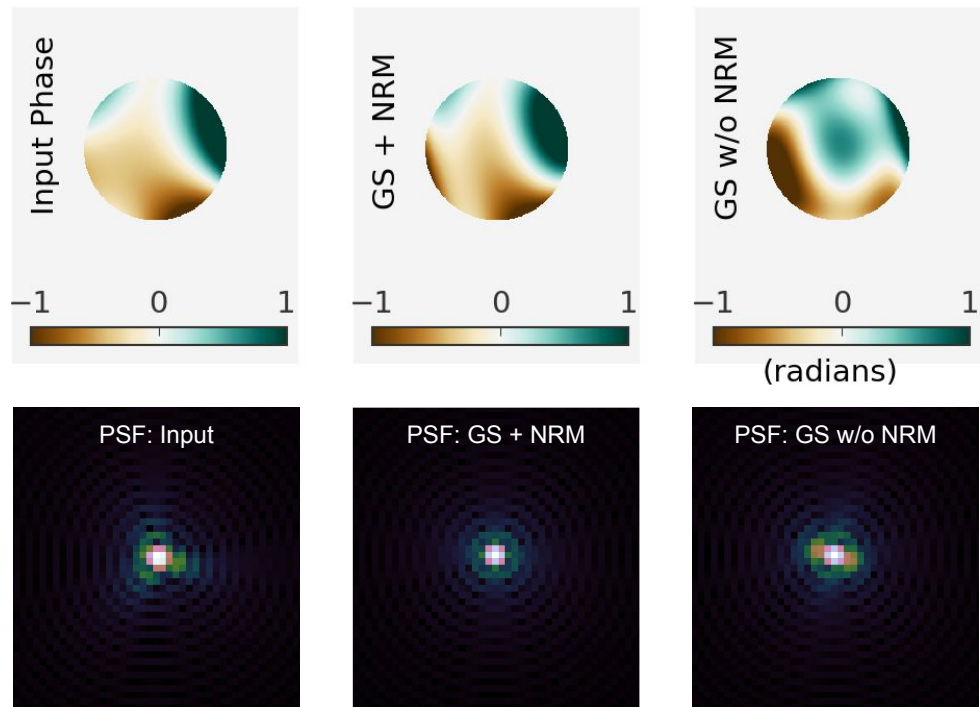 Input Phase
GS + NRM
GS w/o NRM
−1 0 1
−1 0 1
−1 0 1
(radians)
PSF: Input
PSF: GS + NRM
PSF: GS w/o NRM